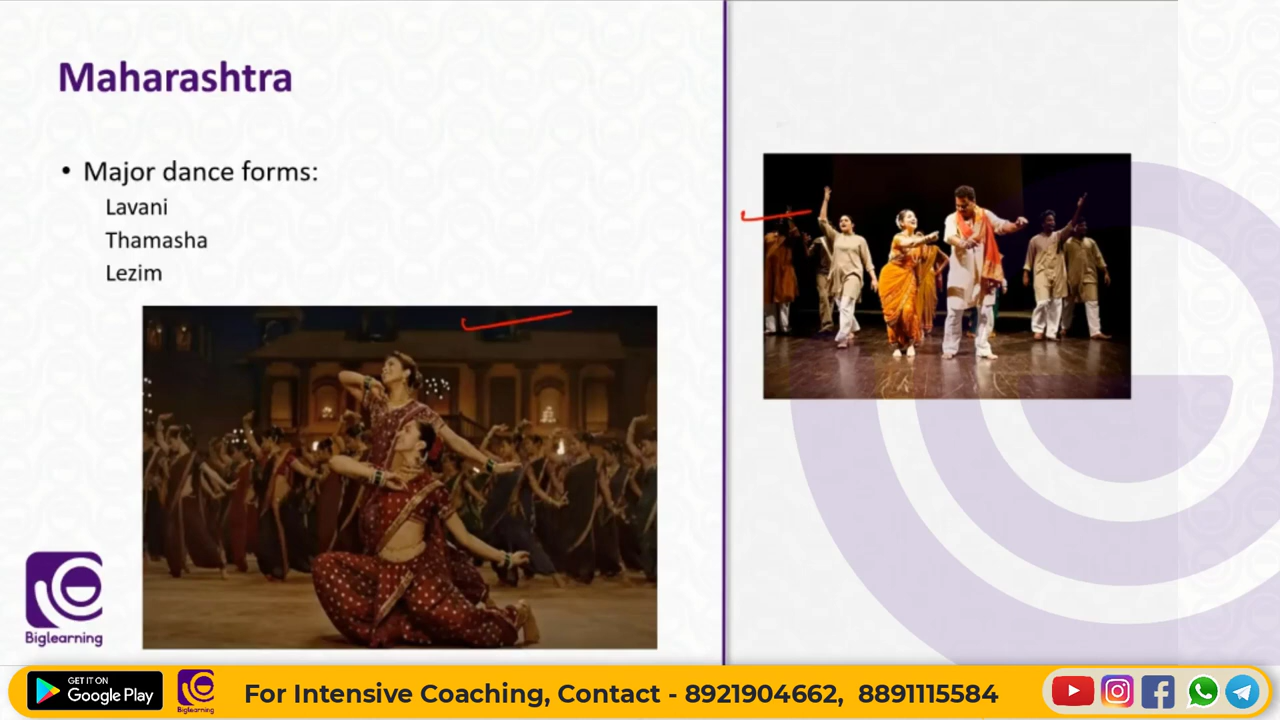 Maharashtra
• Major dance forms:
Lavani
Thamasha
Lezim
Biglearning
GET IT ON
Google Play
Biglearning
For Intensive Coaching, Contact - 8921904662, 8891115584